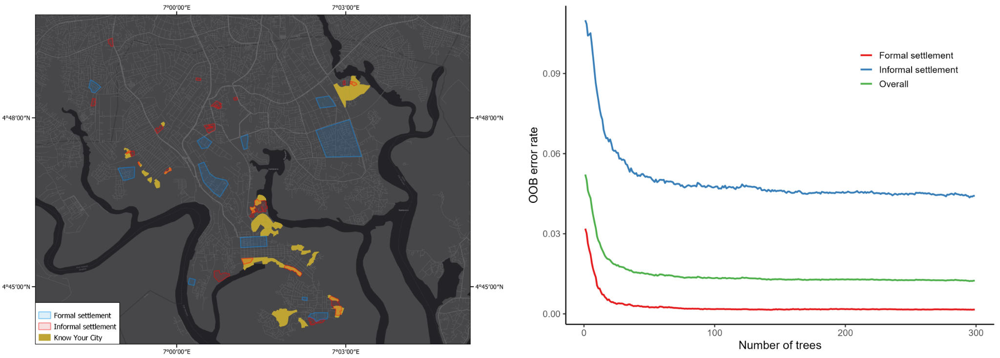 7°00′00″E
7°03′00″E
4°48′00″N
4°48′00″N
4°45′00″N
4°45′00″N
Formal settlement
Informal settlement
Know Your City
7°00′00″E
7°03′00″E
OOB error rate
0.09
0.06
0.03
0.00
Formal settlement
Informal settlement
Overall
0
100
200
300
Number of trees